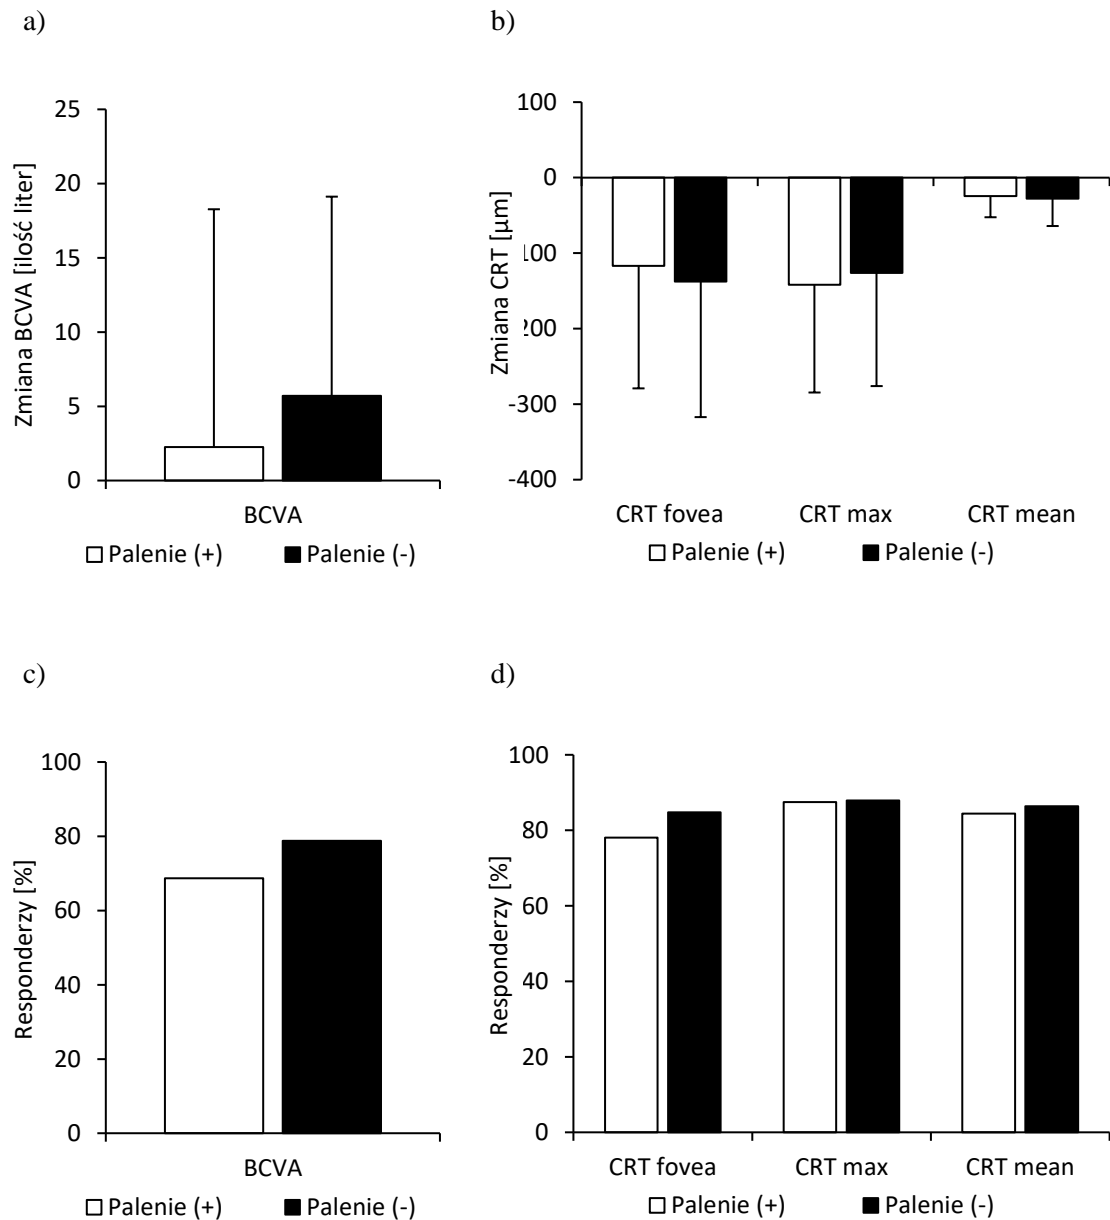 a)
b)
25
20
15
10
5
0
Zmiana BCVA [ilość liter]
BCVA
Palenie (+) Palenie (-)
100
0
100
200
-300
-400
Zmiana CRT [µm]
CRT fovea CRT max CRT mean
Palenie (+) Palenie (-)
c)
d)
100
80
60
40
20
0
Responderzy [%]
BCVA
Palenie (+) Palenie (-)
100
80
60
40
20
0
Responderzy [%]
CRT fovea CRT max CRT mean
Palenie (+) Palenie (-)